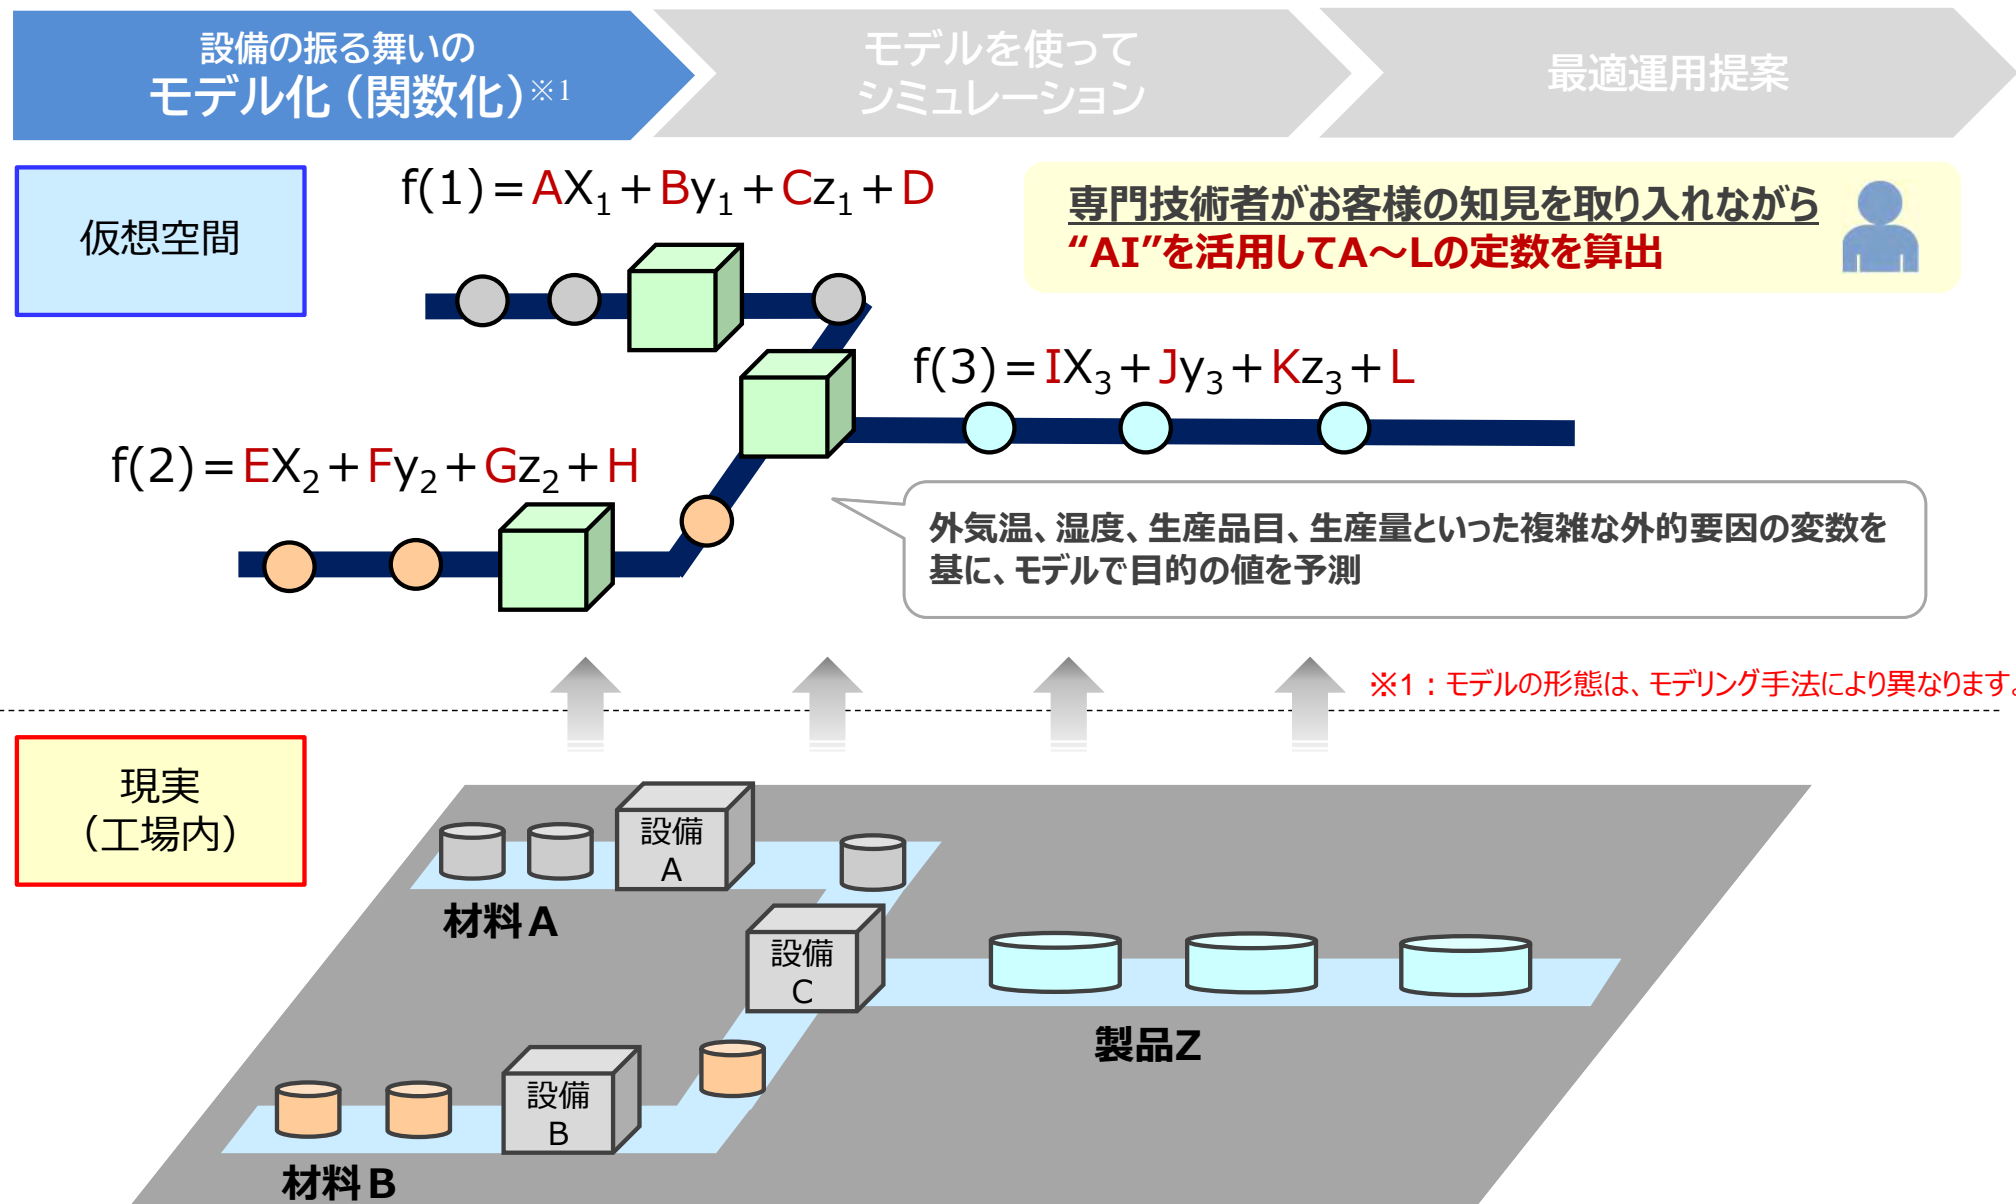 設備の振る舞いの
モデル化（関数化）※1
モデルを使って
シミュレーション
最適運用提案
仮想空間
f(1)=AX₁+By₁+Cz₁+D
専門技術者がお客様の知見を取り入れながら
“AI”を活用してA～Lの定数を算出
f(3)=IX₃+Jy₃+Kz₃+L
f(2)=EX₂+Fy₂+Gz₂+H
外気温、湿度、生産品目、生産量といった複雑な外的要因の変数を
基に、モデルで目的の値を予測
※1：モデルの形態は、モデリング手法により異なります。
現実
（工場内）
設備
A
材料A
設備
C
製品Z
設備
B
材料B